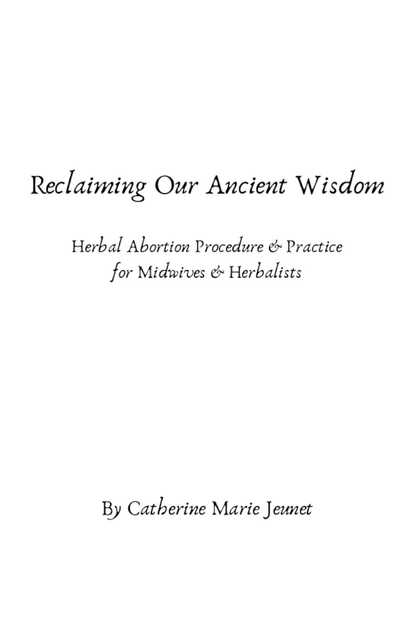 Reclaiming Our Ancient Wisdom
Herbal Abortion Procedure & Practice
for Midwives & Herbalists
By Catherine Marie Jeunet